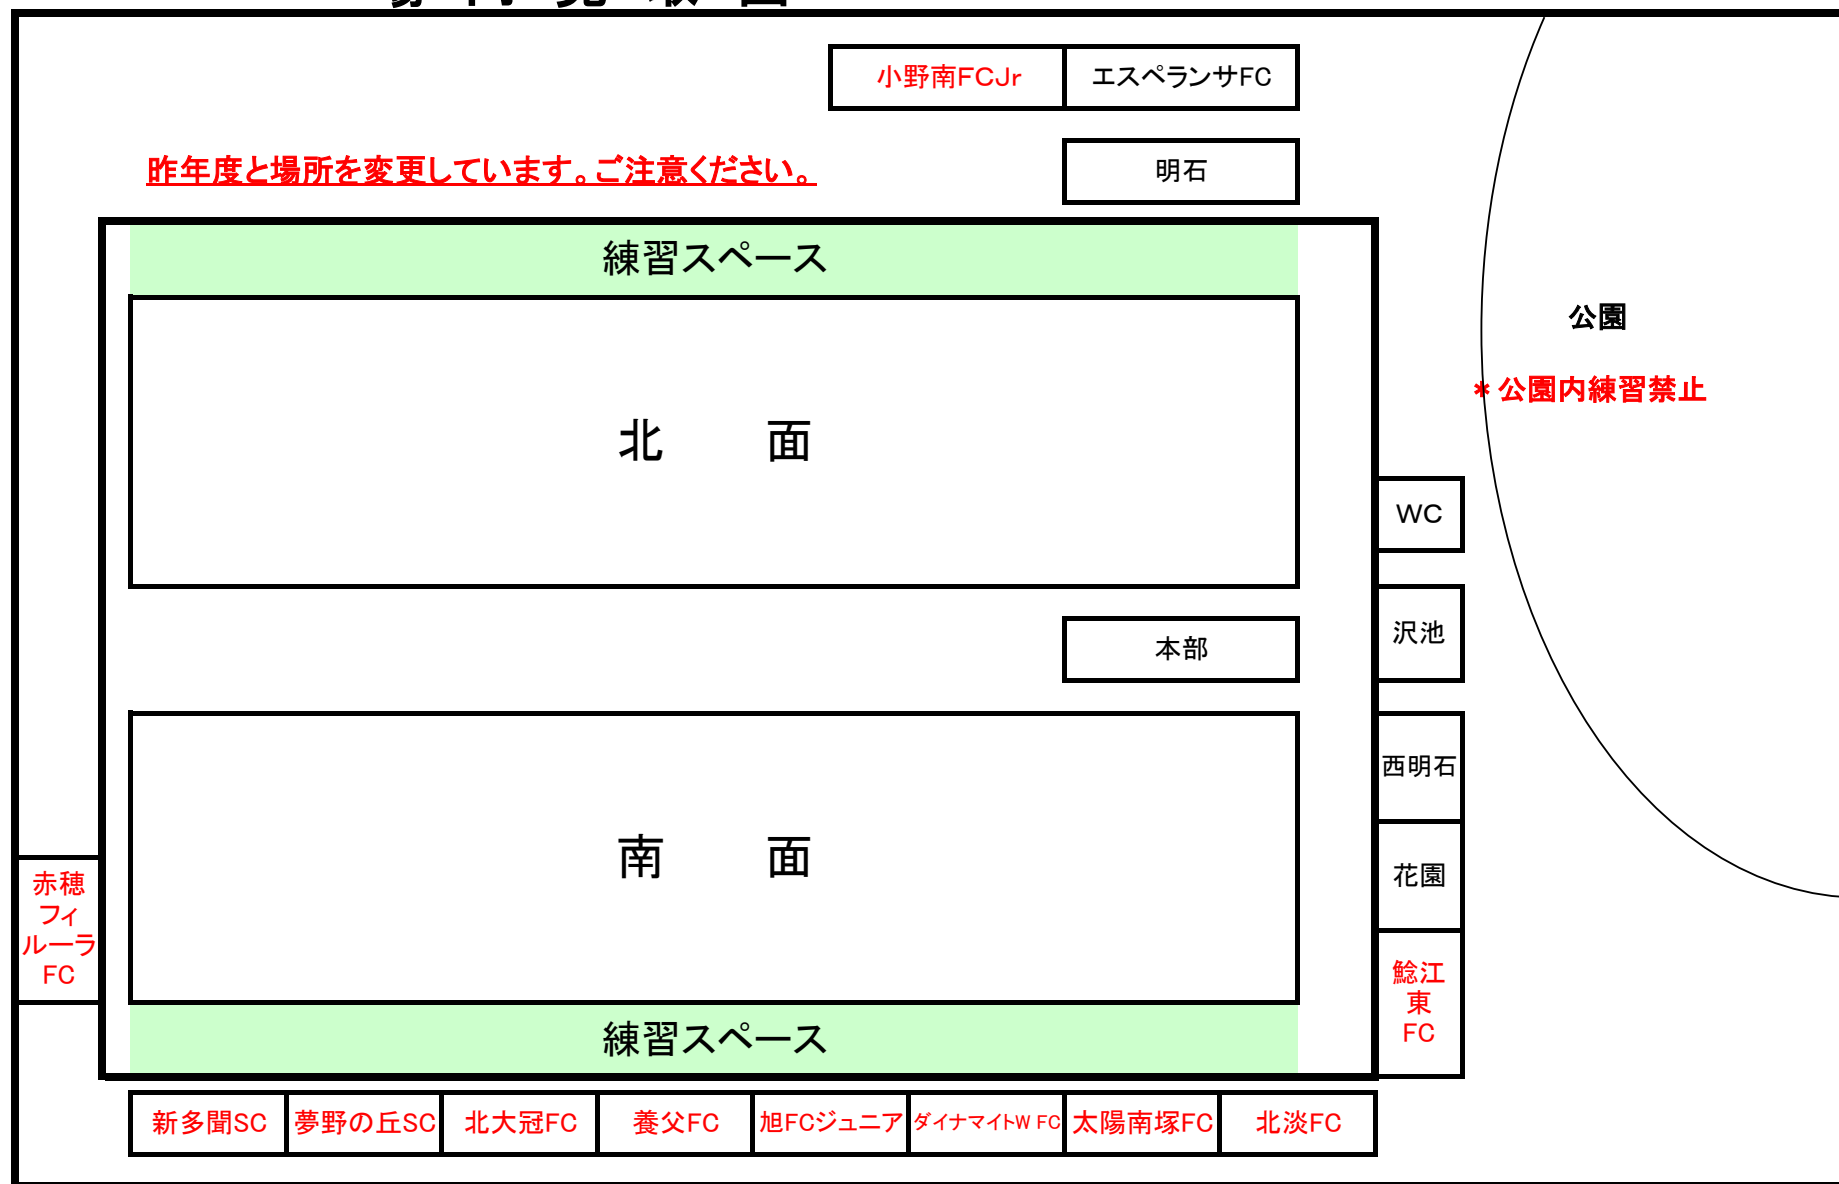 小野南FCJr
エスペランサFC
昨年度と場所を変更しています。ご注意ください。
明石
練習スペース
公園
＊公園内練習禁止
北　面
WC
沢池
本部
西明石
南　面
花園
赤穂
フィ
ルーラ
FC
鯰江
東
FC
練習スペース
新多聞SC
夢野の丘SC
北大冠FC
養父FC
旭FCジュニア
ダイナマイトW FC
太陽南塚FC
北淡FC